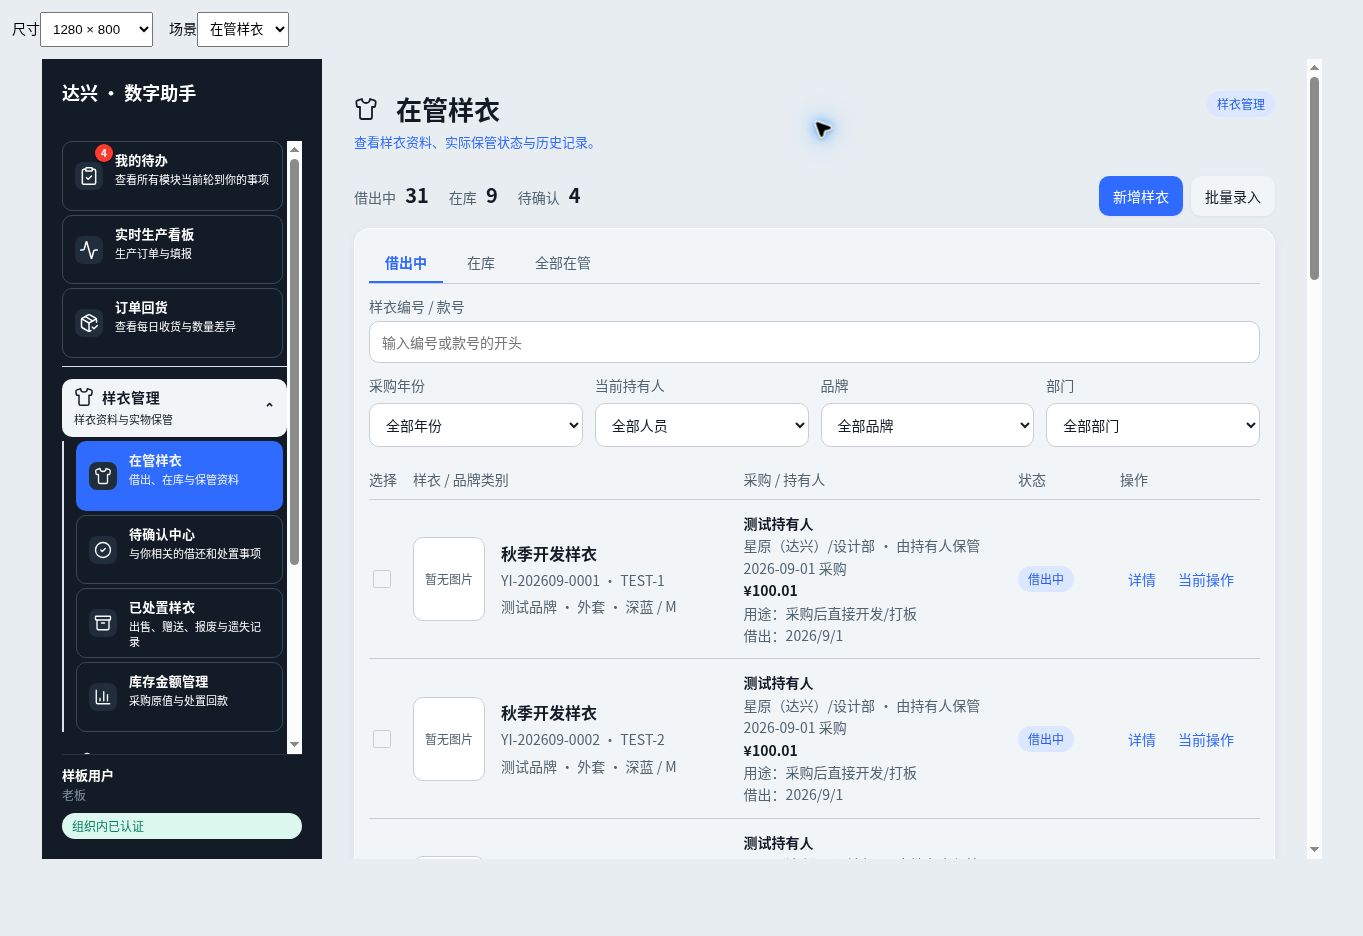 尺寸 1280 × 800 场景 在管样衣
达兴 · 数字助手
4
我的待办
查看所有模块当前轮到你的事项
实时生产看板
生产订单与填报
订单回货
查看每日收货与数量差异
样衣管理
样衣资料与实物保管
在管样衣
借出、在库与保管资料
待确认中心
与你相关的借还和处置事项
已处置样衣
出售、赠送、报废与遗失记
录
库存金额管理
采购原值与处置回款
样板用户
老板
组织内已认证
在管样衣
样衣管理
查看样衣资料、实际保管状态与历史记录。
借出中 31 在库 9 待确认 4
新增样衣 批量录入
借出中 在库 全部在管
样衣编号 / 款号
输入编号或款号的开头
采购年份 当前持有人 品牌 部门
全部年份 全部人员 全部品牌 全部部门
选择 样衣 / 品牌类别 采购 / 持有人 状态 操作
暂无图片
秋季开发样衣
YI-202609-0001 · TEST-1
测试品牌 · 外套 · 深蓝 / M
测试持有人
星原（达兴）/设计部 · 由持有人保管
2026-09-01 采购
¥100.01
用途：采购后直接开发/打板
借出：2026/9/1
借出中
详情 当前操作
暂无图片
秋季开发样衣
YI-202609-0002 · TEST-2
测试品牌 · 外套 · 深蓝 / M
测试持有人
星原（达兴）/设计部 · 由持有人保管
2026-09-01 采购
¥100.01
用途：采购后直接开发/打板
借出：2026/9/1
借出中
详情 当前操作
测试持有人